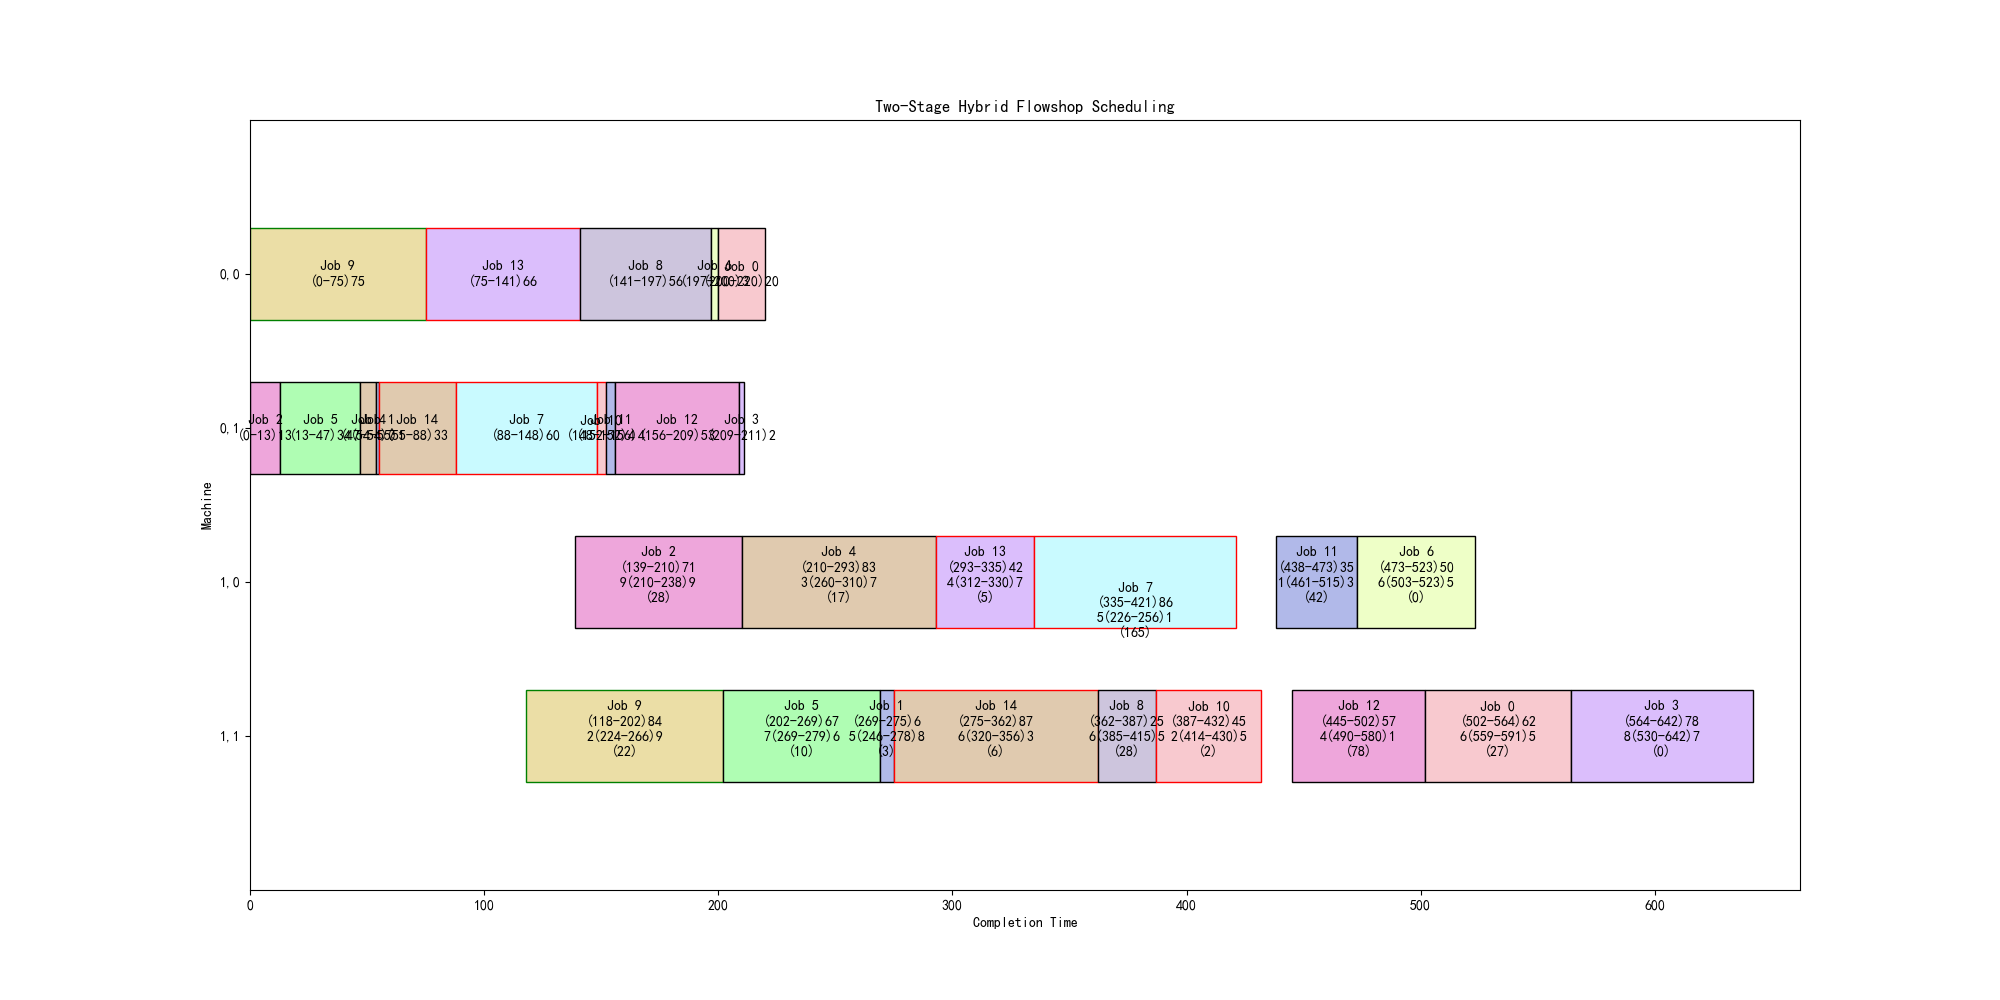 Two-Stage Hybrid Flowshop Scheduling
0,0
Job 9
(0-75)75
Job 13
(75-141)66
Job 8
(141-197)56
Job
Job 0
0,1
Job 2
(0-13)13
Job 5
(13-47)34
Job 14
(55-88)33
Job 7
(88-148)60
Job 12
(156-209)53
Job 3
(209-211)2
Machine
1,0
Job 2
(139-210)71
9(210-238)9
(28)
Job 4
(210-293)83
3(260-310)7
(17)
Job 13
(293-335)42
4(312-330)7
(5)
Job 7
(335-421)86
5(226-256)1
(165)
Job 11
(438-473)35
1(461-515)3
(42)
Job 6
(473-523)50
6(503-523)5
(0)
1,1
Job 9
(118-202)84
2(224-266)9
(22)
Job 5
(202-269)67
7(269-279)6
(10)
Job 1
(269-275)6
5(246-278)8
(3)
Job 14
(275-362)87
6(320-356)3
(6)
Job 8
(362-387)25
6(385-415)5
(28)
Job 10
(387-432)45
2(414-430)5
(2)
Job 12
(445-502)57
4(490-580)1
(78)
Job 0
(502-564)62
6(559-591)5
(27)
Job 3
(564-642)78
8(530-642)7
(0)
0
100
200
300
400
500
600
Completion Time